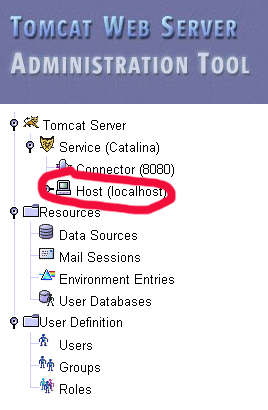 TOMCAT WEB SERVER
ADMINISTRATION TOOL
Tomcat Server
Service (Catalina)
Connector (8080)
Host (localhost)
Resources
Data Sources
Mail Sessions
Environment Entries
User Databases
User Definition
Users
Groups
Roles